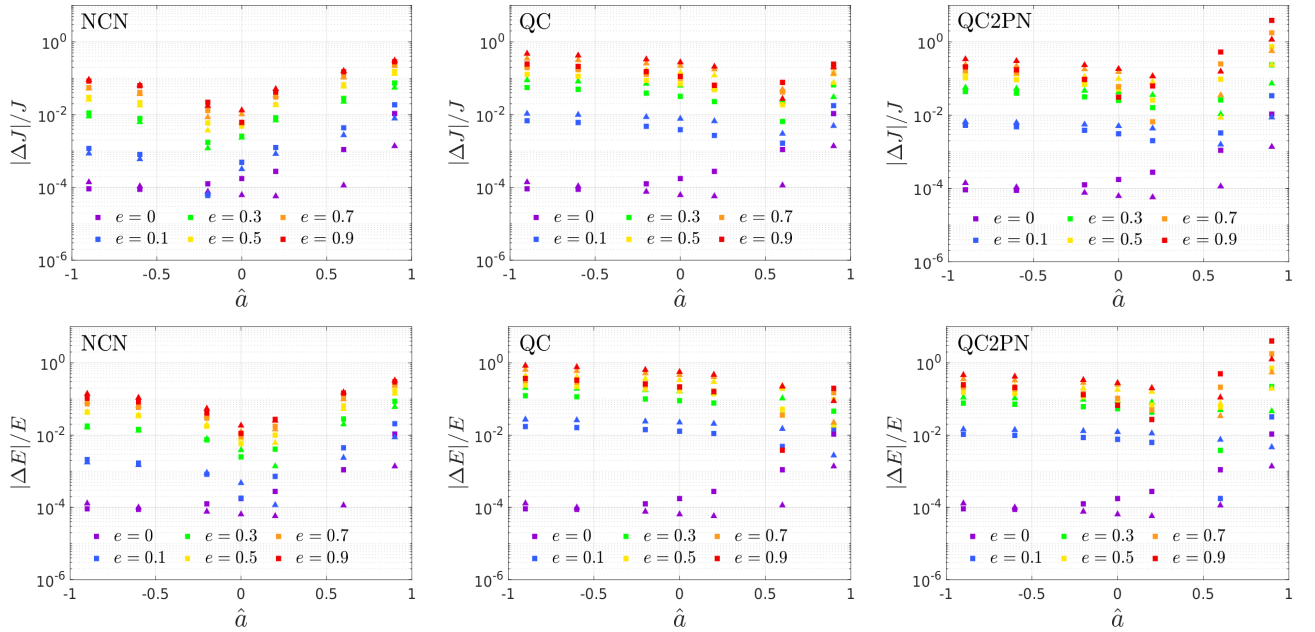 NCN
|ΔJ|/J
10^0
10^-2
10^-4
10^-6
-1 -0.5 0 0.5 1
â
e = 0 e = 0.3 e = 0.7
e = 0.1 e = 0.5 e = 0.9
QC
|ΔJ|/J
10^0
10^-2
10^-4
10^-6
-1 -0.5 0 0.5 1
â
e = 0 e = 0.3 e = 0.7
e = 0.1 e = 0.5 e = 0.9
QC2PN
|ΔJ|/J
10^0
10^-2
10^-4
10^-6
-1 -0.5 0 0.5 1
â
e = 0 e = 0.3 e = 0.7
e = 0.1 e = 0.5 e = 0.9
NCN
|ΔE|/E
10^0
10^-2
10^-4
10^-6
-1 -0.5 0 0.5 1
â
e = 0 e = 0.3 e = 0.7
e = 0.1 e = 0.5 e = 0.9
QC
|ΔE|/E
10^0
10^-2
10^-4
10^-6
-1 -0.5 0 0.5 1
â
e = 0 e = 0.3 e = 0.7
e = 0.1 e = 0.5 e = 0.9
QC2PN
|ΔE|/E
10^0
10^-2
10^-4
10^-6
-1 -0.5 0 0.5 1
â
e = 0 e = 0.3 e = 0.7
e = 0.1 e = 0.5 e = 0.9